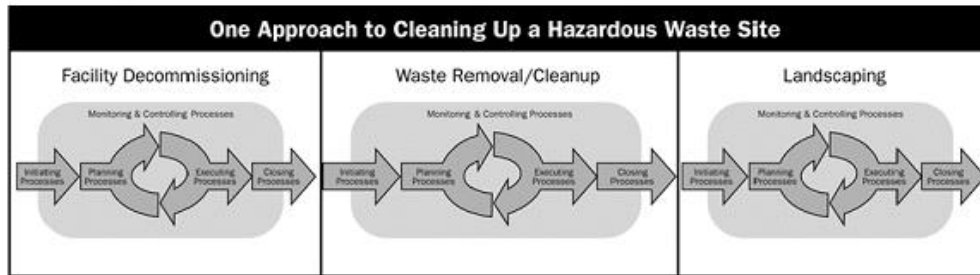 One Approach to Cleaning Up a Hazardous Waste Site
Facility Decommissioning
Monitoring & Controlling Processes
Initiating
Processes
Planning
Processes
Executing
Processes
Closing
Processes
Waste Removal/Cleanup
Monitoring & Controlling Processes
Initiating
Processes
Planning
Processes
Executing
Processes
Closing
Processes
Landscaping
Monitoring & Controlling Processes
Initiating
Processes
Planning
Processes
Executing
Processes
Closing
Processes